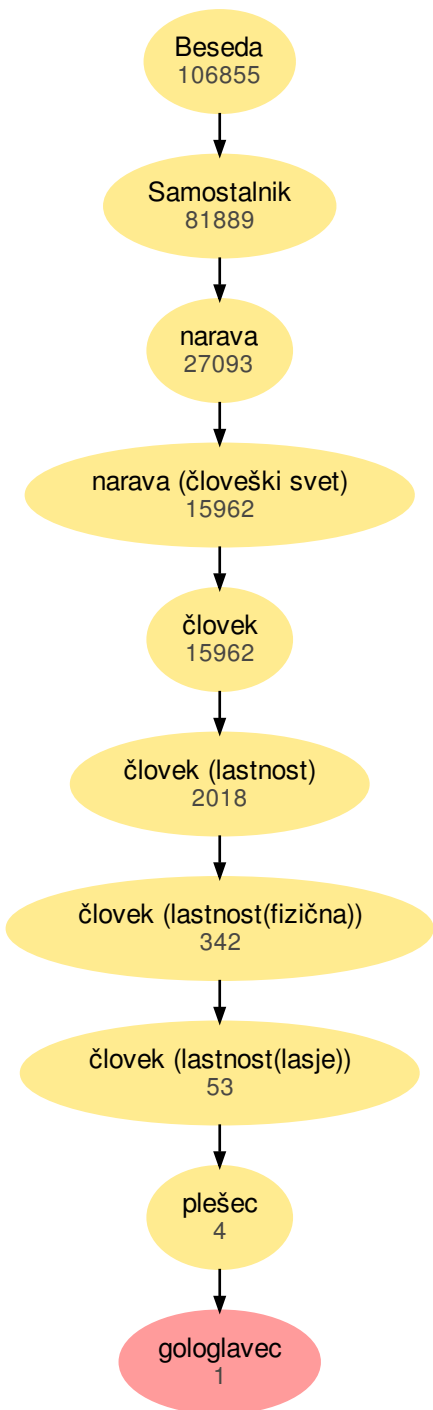 Beseda
106855
Samostalnik
81889
narava
27093
narava (človeški svet)
15962
človek
15962
človek (lastnost)
2018
človek (lastnost(fizična))
342
človek (lastnost(lasje))
53
plešec
4
gologlavec
1